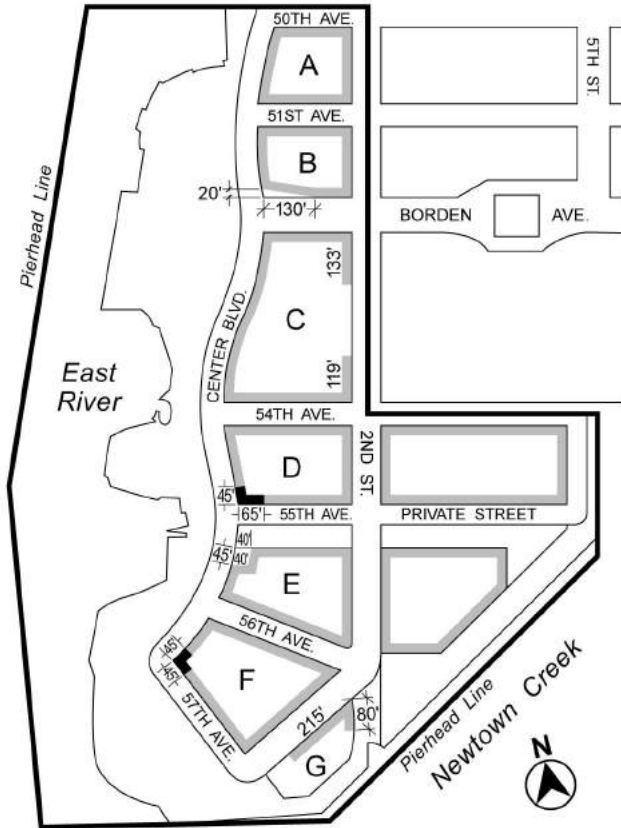 50TH AVE.
A
5TH ST.
51ST AVE.
B
Pierhead Line
20'
130'
BORDEN AVE.
133'
CENTER BLVD.
C
East
River
119'
54TH AVE.
D
2ND ST.
45'
65'
55TH AVE.
PRIVATE STREET
40'
45'
40'
E
56TH AVE.
45'
45'
F
57TH AVE.
215'
80'
G
Pierhead Line
Newtown Creek
N